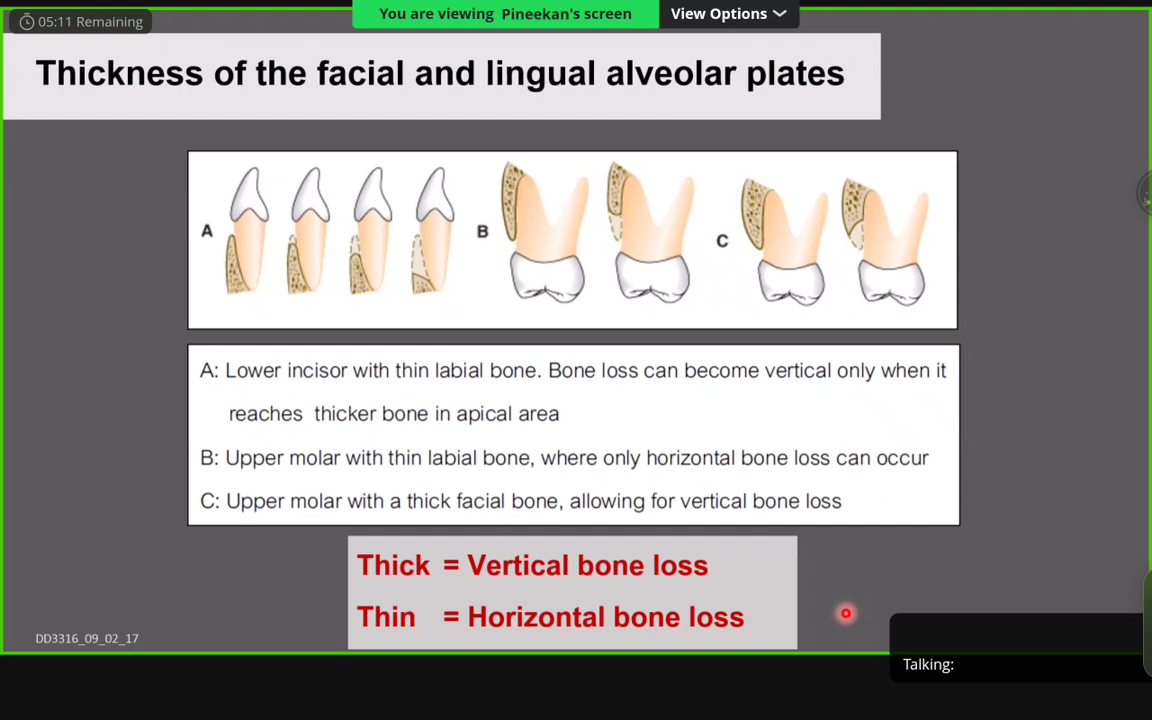 05:11 Remaining
You are viewing Pineekan's screen
View Options
Thickness of the facial and lingual alveolar plates
A
B
C
A: Lower incisor with thin labial bone. Bone loss can become vertical only when it
reaches thicker bone in apical area
B: Upper molar with thin labial bone, where only horizontal bone loss can occur
C: Upper molar with a thick facial bone, allowing for vertical bone loss
Thick = Vertical bone loss
Thin = Horizontal bone loss
DD3316_09_02_17
Talking: